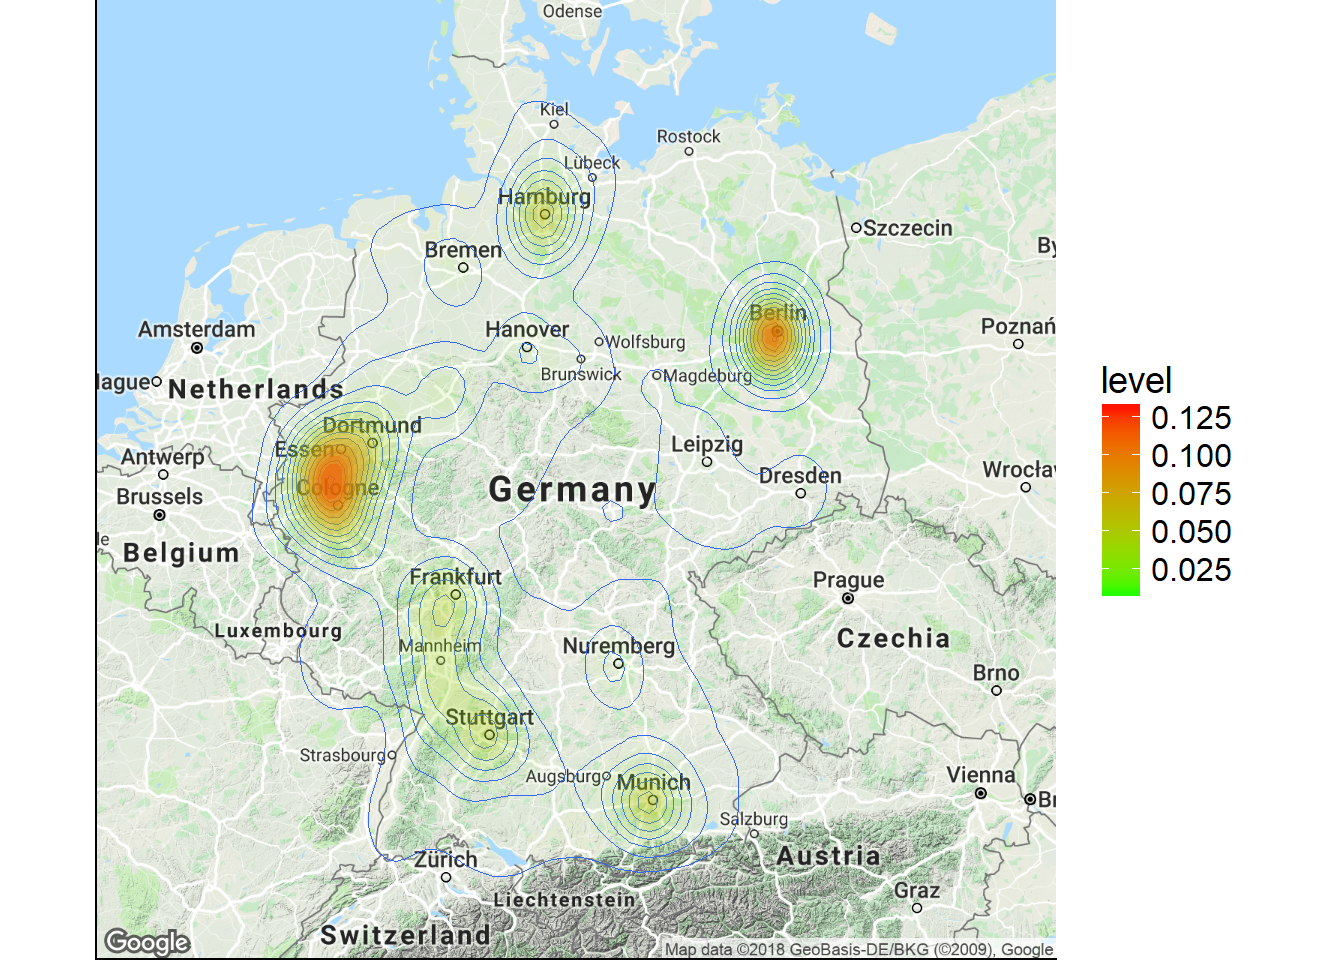 Odense
Kiel
Rostock
Lübeck
Hamburg
Szczecin
By
Bremen
Berlin
Amsterdam
Hanover
Wolfsburg
Poznań
Brunswick
Magdeburg
lague
Netherlands
level
0.125
0.100
0.075
0.050
0.025
Dortmund
Essen
Leipzig
Antwerp
Dresden
Wrocła
Cologne
Germany
Brussels
le
Belgium
Frankfurt
Prague
Luxembourg
Mannheim
Nuremberg
Czechia
Brno
Stuttgart
Strasbourg
Augsburg
Munich
Vienna
Br
Salzburg
Zürich
Austria
Graz
Liechtenstein
Switzerland
Google
Map data ©2018 GeoBasis-DE/BKG (©2009), Google